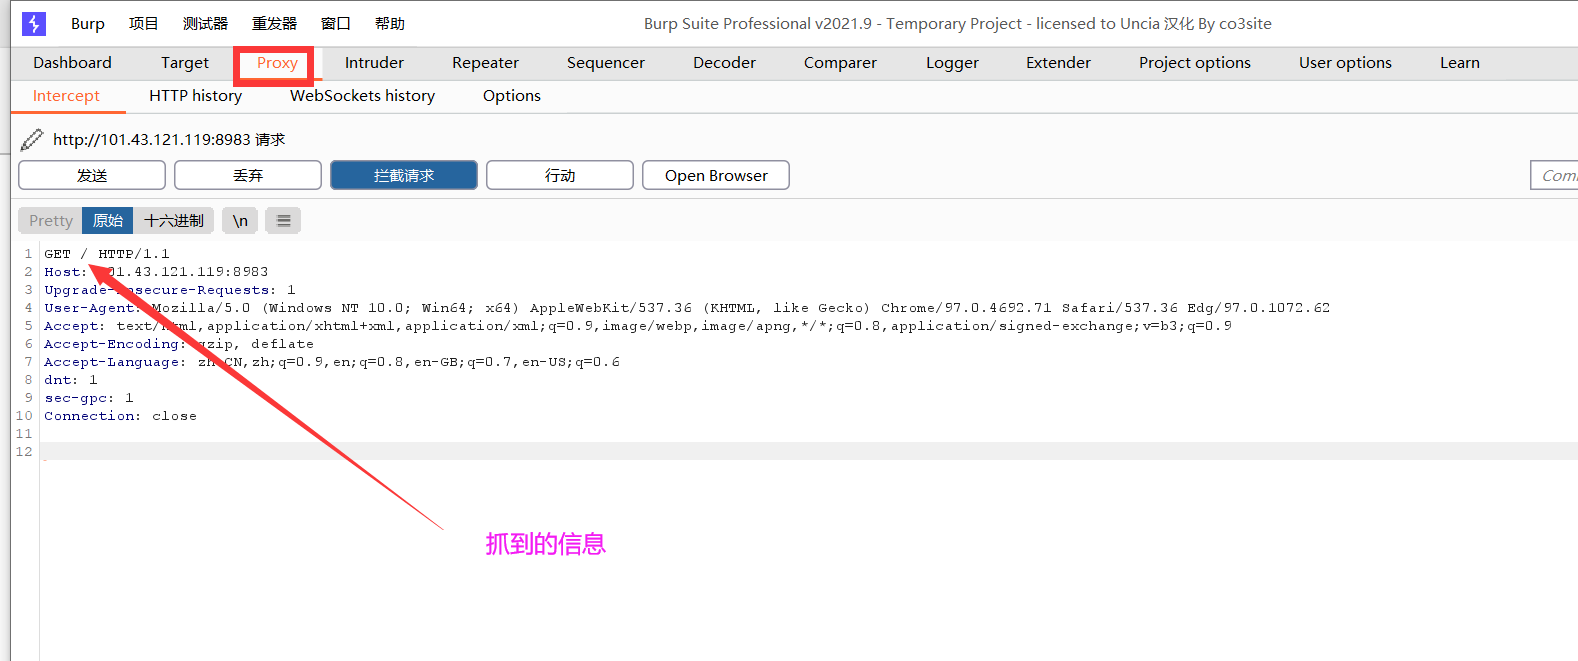 Burp 项目 测试器 重发器 窗口 帮助 Burp Suite Professional v2021.9 - Temporary Project - licensed to Uncia 汉化 By co3site
Dashboard Target Proxy Intruder Repeater Sequencer Decoder Comparer Logger Extender Project options User options Learn
Intercept HTTP history WebSockets history Options
http://101.43.121.119:8983 请求
发送 丢弃 拦截请求 行动 Open Browser Com
Pretty 原始 十六进制 \n
1 GET / HTTP/1.1
2 Host: 101.43.121.119:8983
3 Upgrade-Insecure-Requests: 1
4 User-Agent: Mozilla/5.0 (Windows NT 10.0; Win64; x64) AppleWebKit/537.36 (KHTML, like Gecko) Chrome/97.0.4692.71 Safari/537.36 Edg/97.0.1072.62
5 Accept: text/html,application/xhtml+xml,application/xml;q=0.9,image/webp,image/apng,*/*;q=0.8,application/signed-exchange;v=b3;q=0.9
6 Accept-Encoding: gzip, deflate
7 Accept-Language: zh-CN,zh;q=0.9,en;q=0.8,en-GB;q=0.7,en-US;q=0.6
8 dnt: 1
9 sec-gpc: 1
10 Connection: close
11
12
抓到的信息